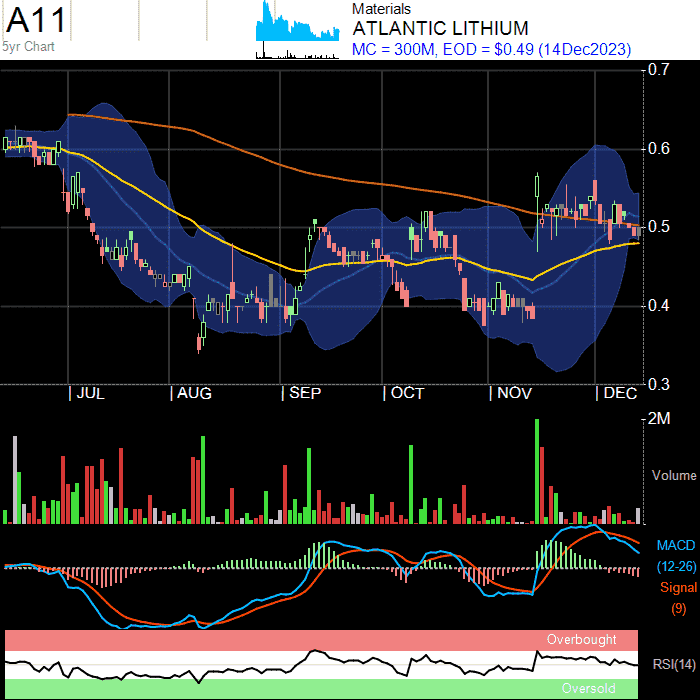 A11
5yr Chart
Materials
ATLANTIC LITHIUM
MC = 300M, EOD = $0.49 (14Dec2023)
0.7
0.6
0.5
0.4
0.3
JUL
AUG
SEP
OCT
NOV
DEC
2M
Volume
MACD
(12-26)
Signal
(9)
Overbought
RSI(14)
Oversold